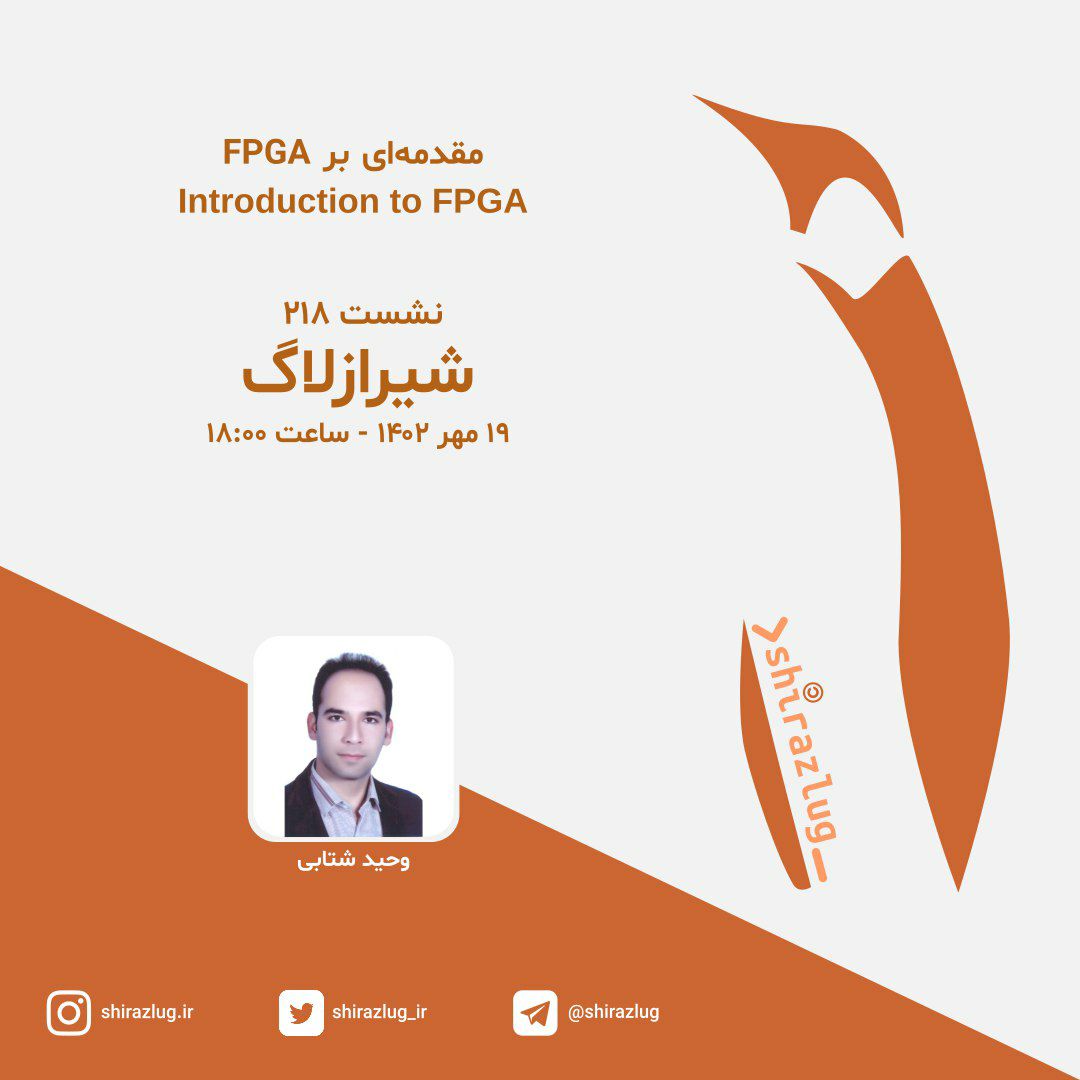 مقدمه‌ای بر FPGA
Introduction to FPGA
نشست ۲۱۸
شیرازلاگ
۱۹ مهر ۱۴۰۲ - ساعت ۱۸:۰۰
>shirazlug_
©
وحید شتابی
shirazlug.ir
shirazlug_ir
@shirazlug